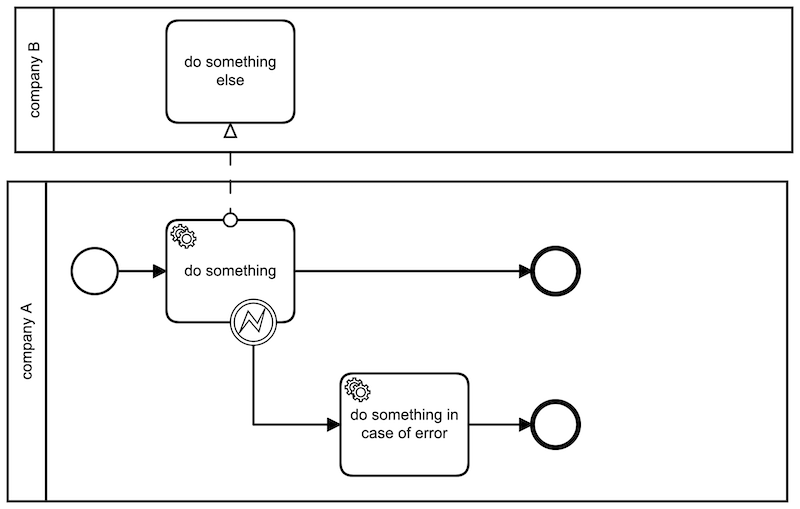 company B
do something
else
company A
do something
do something in
case of error